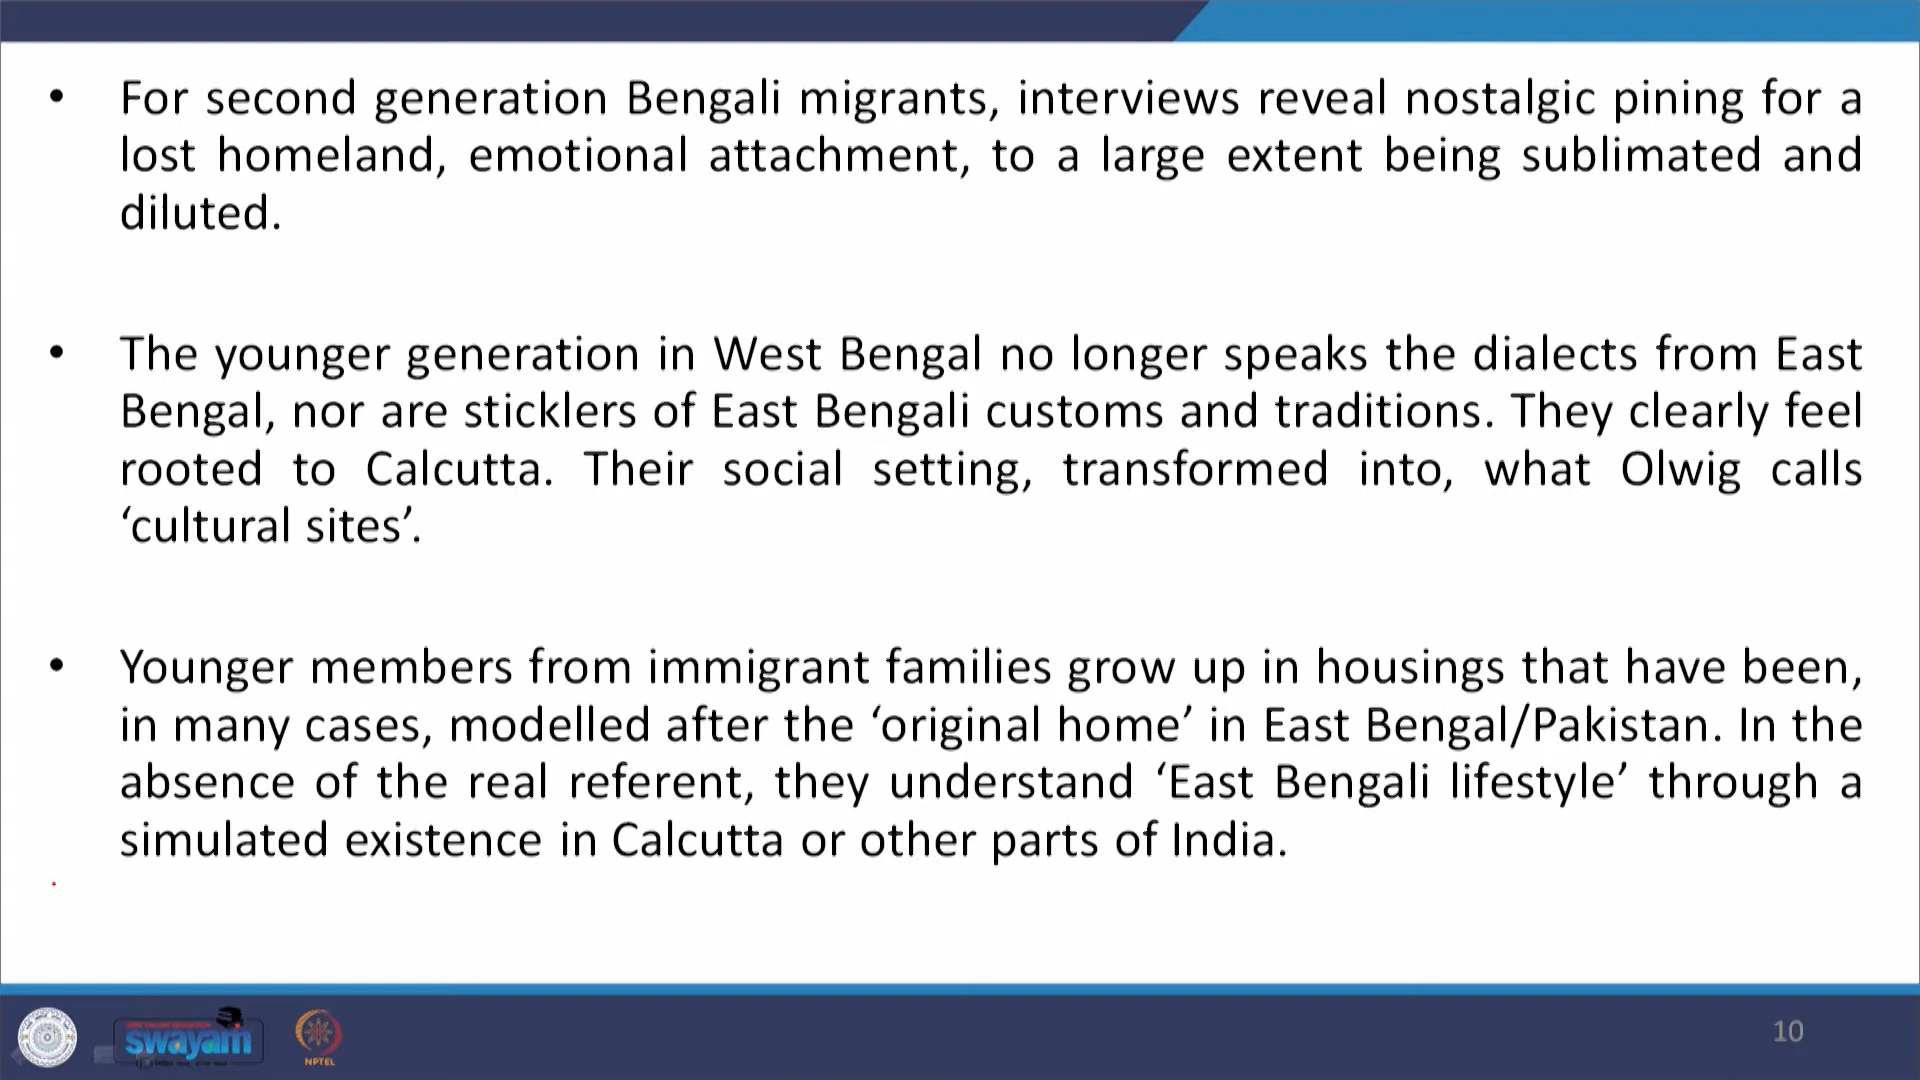 • For second generation Bengali migrants, interviews reveal nostalgic pining for a
lost homeland, emotional attachment, to a large extent being sublimated and
diluted.
• The younger generation in West Bengal no longer speaks the dialects from East
Bengal, nor are sticklers of East Bengali customs and traditions. They clearly feel
rooted to Calcutta. Their social setting, transformed into, what Olwig calls
‘cultural sites’.
• Younger members from immigrant families grow up in housings that have been,
in many cases, modelled after the ‘original home’ in East Bengal/Pakistan. In the
absence of the real referent, they understand ‘East Bengali lifestyle’ through a
simulated existence in Calcutta or other parts of India.
swayam
NPTEL
10